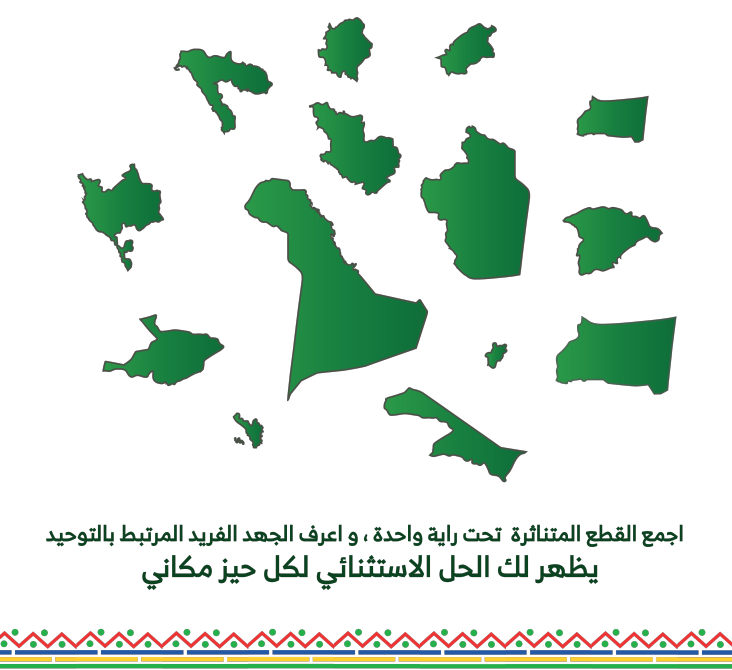 اجمع القطع المتناثرة تحت راية واحدة ، و اعرف الجهد الفريد المرتبط بالتوحيد
يظهر لك الحل الاستثنائي لكل حيز مكاني